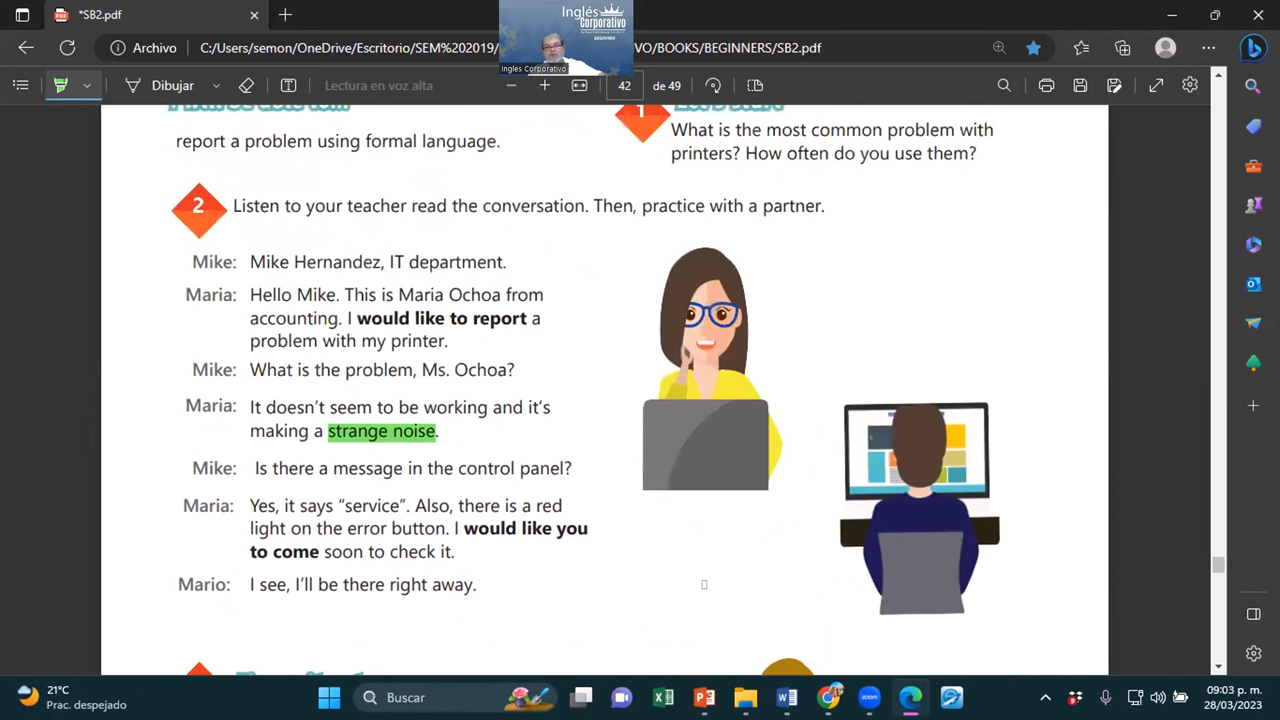 *SB2.pdf
Inglés
Corporativo
BEGINNER
Ingles Corporativo
Archivo
C:/Users/semon/OneDrive/Escritorio/SEM%202019/
VO/BOOKS/BEGINNERS/SB2.pdf
Dibujar
Lectura en voz alta
42
de 49
report a problem using formal language.
1
What is the most common problem with
printers? How often do you use them?
2
Listen to your teacher read the conversation. Then, practice with a partner.
Mike: Mike Hernandez, IT department.
Maria: Hello Mike. This is Maria Ochoa from
accounting. I would like to report a
problem with my printer.
Mike: What is the problem, Ms. Ochoa?
Maria: It doesn't seem to be working and it's
making a strange noise.
Mike: Is there a message in the control panel?
Maria: Yes, it says “service”. Also, there is a red
light on the error button. I would like you
to come soon to check it.
Mario: I see, I'll be there right away.
21°C
Prac. despejado
Buscar
zoom
09:03 p. m.
28/03/2023